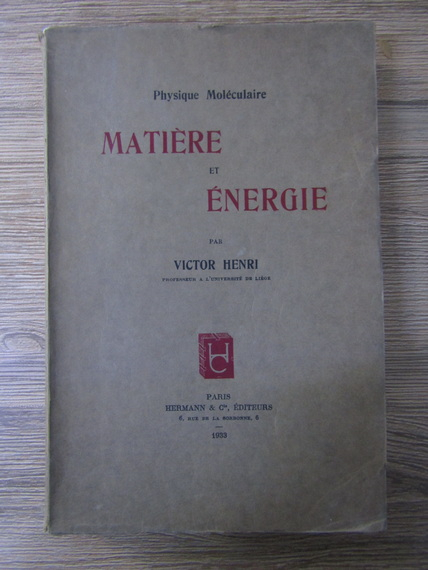 Physique Moléculaire
MATIÈRE
ET
ÉNERGIE
PAR
VICTOR HENRI
PROFESSEUR A L'UNIVERSITÉ DE LIÉGE
HC
PARIS
HERMANN & Cie, ÉDITEURS
6, RUE DE LA SORBONNE, 6
1933